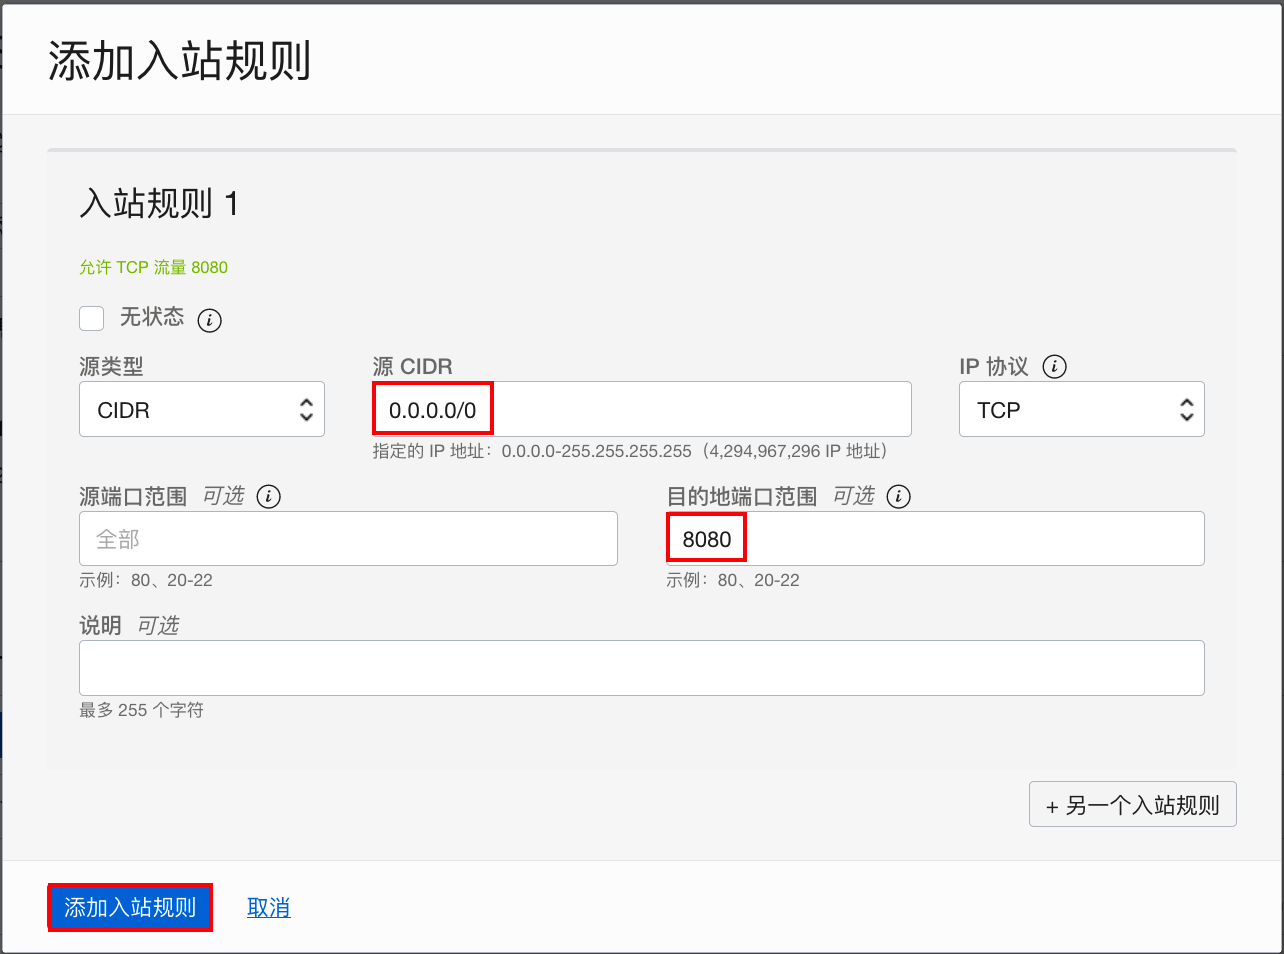 添加入站规则
入站规则 1
允许 TCP 流量 8080
无状态
源类型
源 CIDR
IP 协议
CIDR
0.0.0.0/0
TCP
指定的 IP 地址：0.0.0.0-255.255.255.255（4,294,967,296 IP 地址）
源端口范围 可选
目的地端口范围 可选
全部
8080
示例：80、20-22
示例：80、20-22
说明 可选
最多 255 个字符
+ 另一个入站规则
添加入站规则
取消